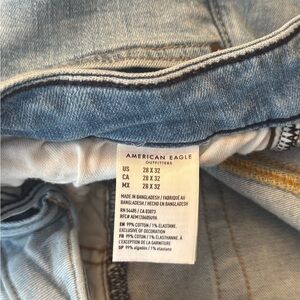 AMERICAN EAGLE
OUTFITTERS
US 28 X 32
CA 28 X 32
MX 28 X 32
MADE IN BANGLADESH / FABRIQUÉ AU
BANGLADESH / HECHO EN BANGLADESH
RN 54485 / CA 03873
RFC#
EN 99% COTTON / 1% ELASTANE.
EXCLUSIVE OF DECORATION
FR 99% COTON / 1% ÉLASTHANNE. À
L'EXCEPTION DE LA GARNITURE
SP 99% algodón / 1% elastano